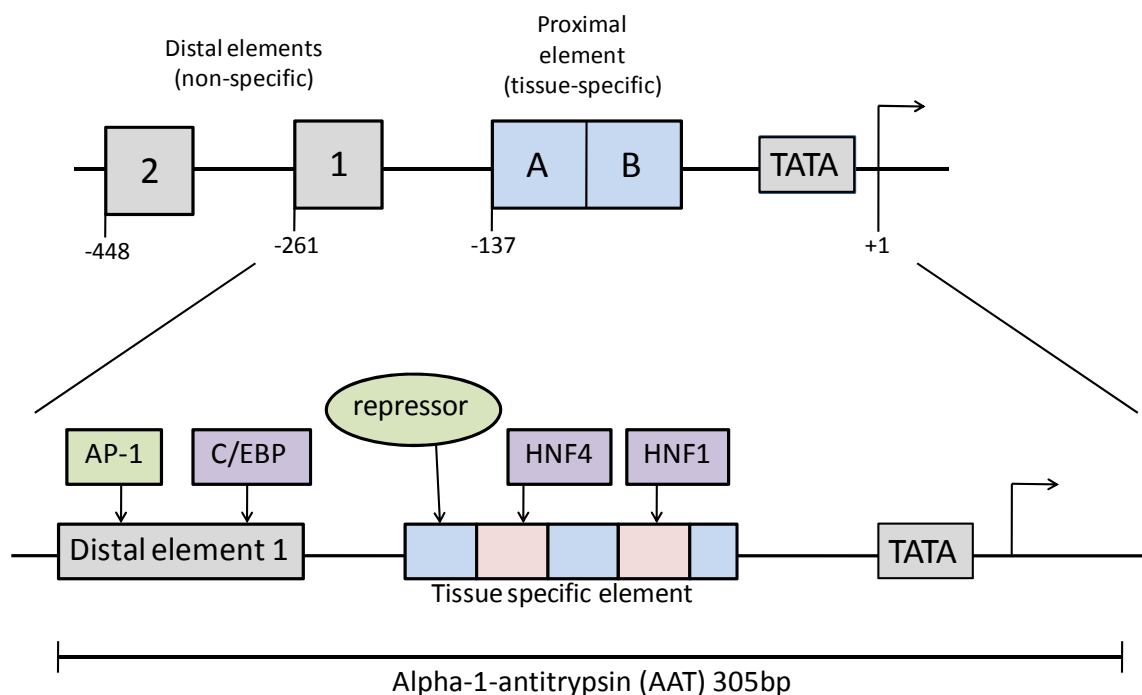 Distal elements
(non-specific)
Proximal
element
(tissue-specific)
2
1
A
B
TATA
-448
-261
-137
+1
repressor
AP-1
C/EBP
HNF4
HNF1
Distal element 1
TATA
Tissue specific element
Alpha-1-antitrypsin (AAT) 305bp